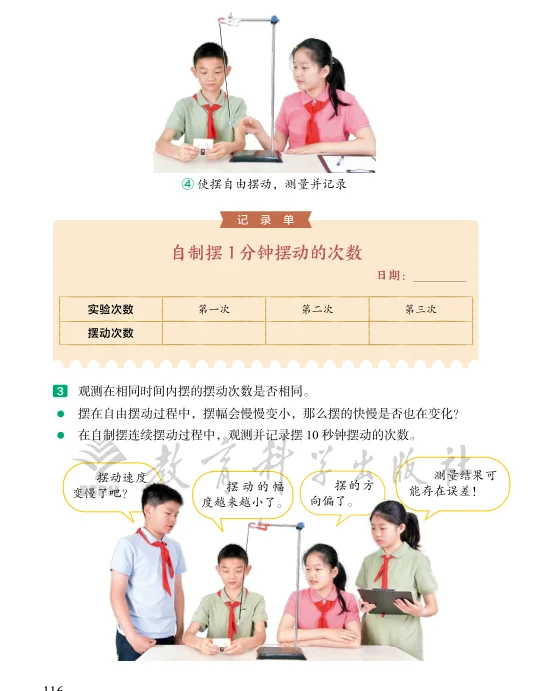 ④ 使摆自由摆动，测量并记录
记 录 单
自制摆 1 分钟摆动的次数
日期：
实验次数 第一次 第二次 第三次
摆动次数
3 观测在相同时间内摆的摆动次数是否相同。
● 摆在自由摆动过程中，摆幅会慢慢变小，那么摆的快慢是否也在变化？
● 在自制摆连续摆动过程中，观测并记录摆 10 秒钟摆动的次数。
教育科学出版社
摆动速度
变慢了吧？
摆动的幅
度越来越小了。
摆的方
向偏了。
测量结果可
能存在误差！
116